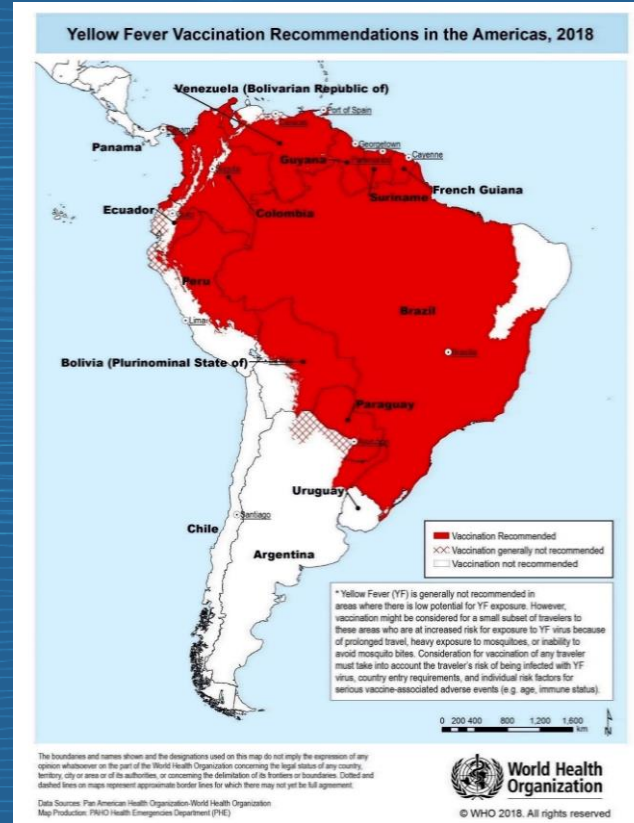 Yellow Fever Vaccination Recommendations in the Americas, 2018
Venezuela (Bolivarian Republic of)
Port of Spain
Caracas
Panama
Georgetown
Guyana
Cayenne
French Guiana
Suriname
Ecuador
Colombia
Peru
Brazil
Lima
Brasilia
Bolivia (Plurinominal State of)
Paraguay
Uruguay
Santiago
Chile
Argentina
Vaccination Recommended
Vaccination generally not recommended
Vaccination not recommended
* Yellow Fever (YF) is generally not recommended in
areas where there is low potential for YF exposure. However,
vaccination might be considered for a small subset of travelers to
these areas who are at increased risk for exposure to YF virus because
of prolonged travel, heavy exposure to mosquitoes, or inability to
avoid mosquito bites. Consideration for vaccination of any traveler
must take into account the traveler's risk of being infected with YF
virus, country entry requirements, and individual risk factors for
serious vaccine-associated adverse events (e.g. age, immune status).
0 200 400 800 1,200 1,600
km
N
The boundaries and names shown and the designations used on this map do not imply the expression of any
opinion whatsoever on the part of the World Health Organization concerning the legal status of any country,
territory, city or area or of its authorities, or concerning the delimitation of its frontiers or boundaries. Dotted and
dashed lines on maps represent approximate border lines for which there may not yet be full agreement.
Data Sources: Pan American Health Organization-World Health Organization
Map Production: PAHO Health Emergencies Department (PHE)
World Health
Organization
© WHO 2018. All rights reserved